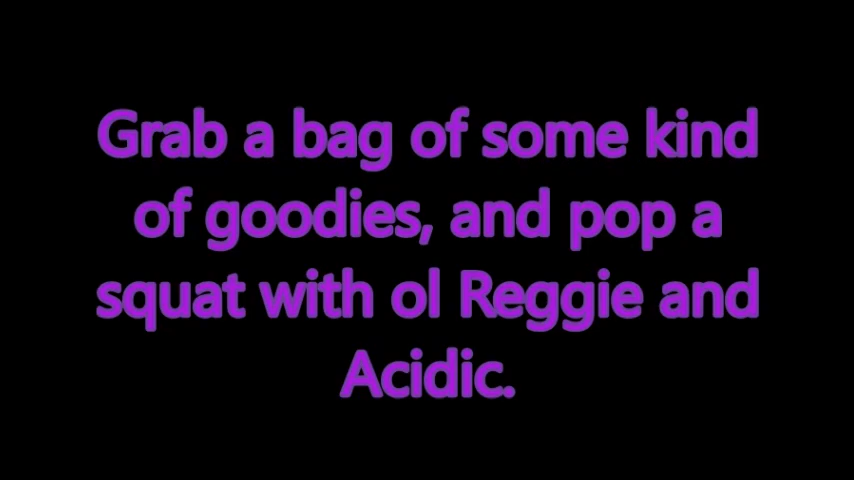 Grab a bag of some kind
of goodies, and pop a
squat with ol Reggie and
Acidic.